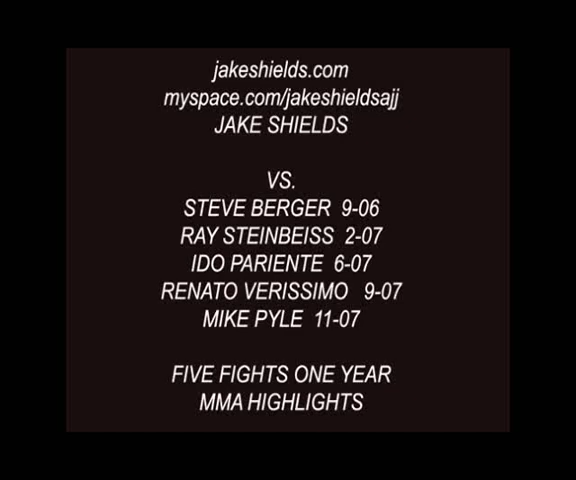 jakeshields.com
myspace.com/jakeshieldsajj
JAKE SHIELDS
VS.
STEVE BERGER 9-06
RAY STEINBEISS 2-07
IDO PARIENTE 6-07
RENATO VERISSIMO 9-07
MIKE PYLE 11-07
FIVE FIGHTS ONE YEAR
MMA HIGHLIGHTS